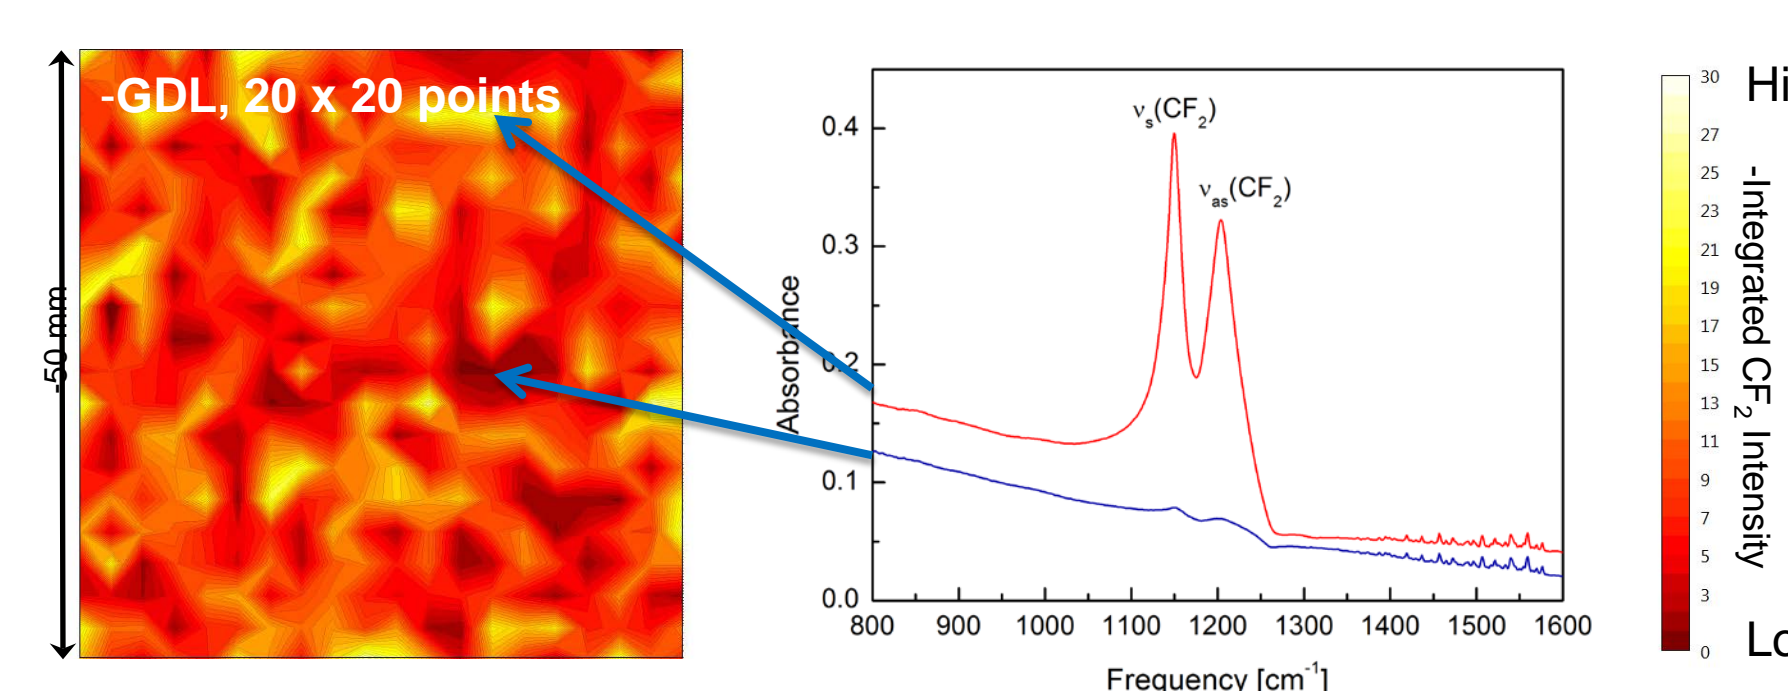 -GDL, 20 x 20 points
-50 mm
νs(CF2)
νas(CF2)
Absorbance
0.4
0.3
0.2
0.1
0.0
800 900 1000 1100 1200 1300 1400 1500 1600
Frequency [cm-1]
30
27
25
23
21
19
17
15
13
11
9
7
5
3
0
Hi
-Integrated CF2 Intensity
Lo